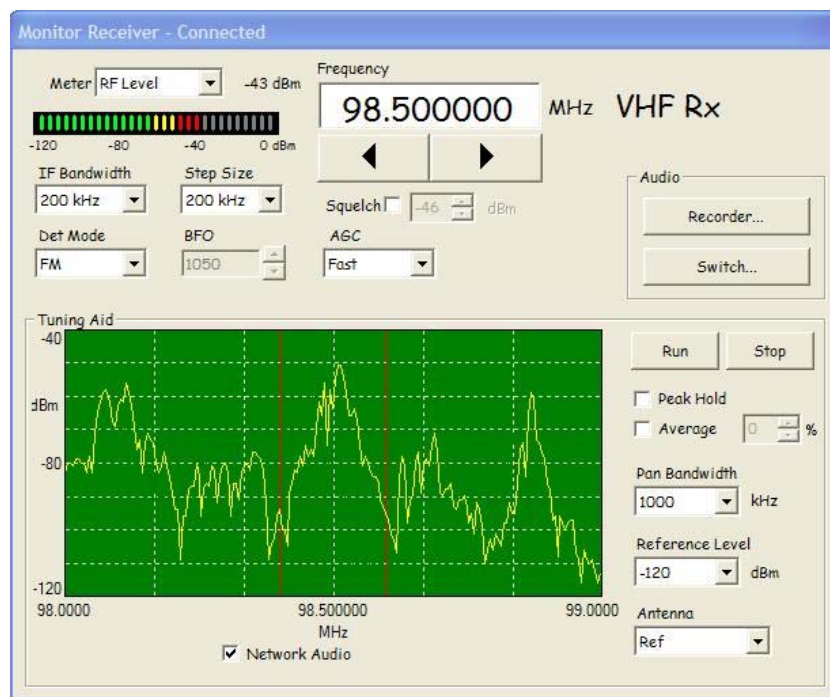 Monitor Receiver - Connected
Meter RF Level -43 dBm
-120 -80 -40 0 dBm
Frequency
98.500000 MHz VHF Rx
IF Bandwidth Step Size
200 kHz 200 kHz
Squelch -46 dBm
Det Mode BFO AGC
FM 1050 Fast
Audio
Recorder...
Switch...
Tuning Aid
-40
dBm
-80
-120
98.0000 98.500000 99.0000
MHz
Network Audio
Run Stop
Peak Hold
Average 0 %
Pan Bandwidth
1000 kHz
Reference Level
-120 dBm
Antenna
Ref